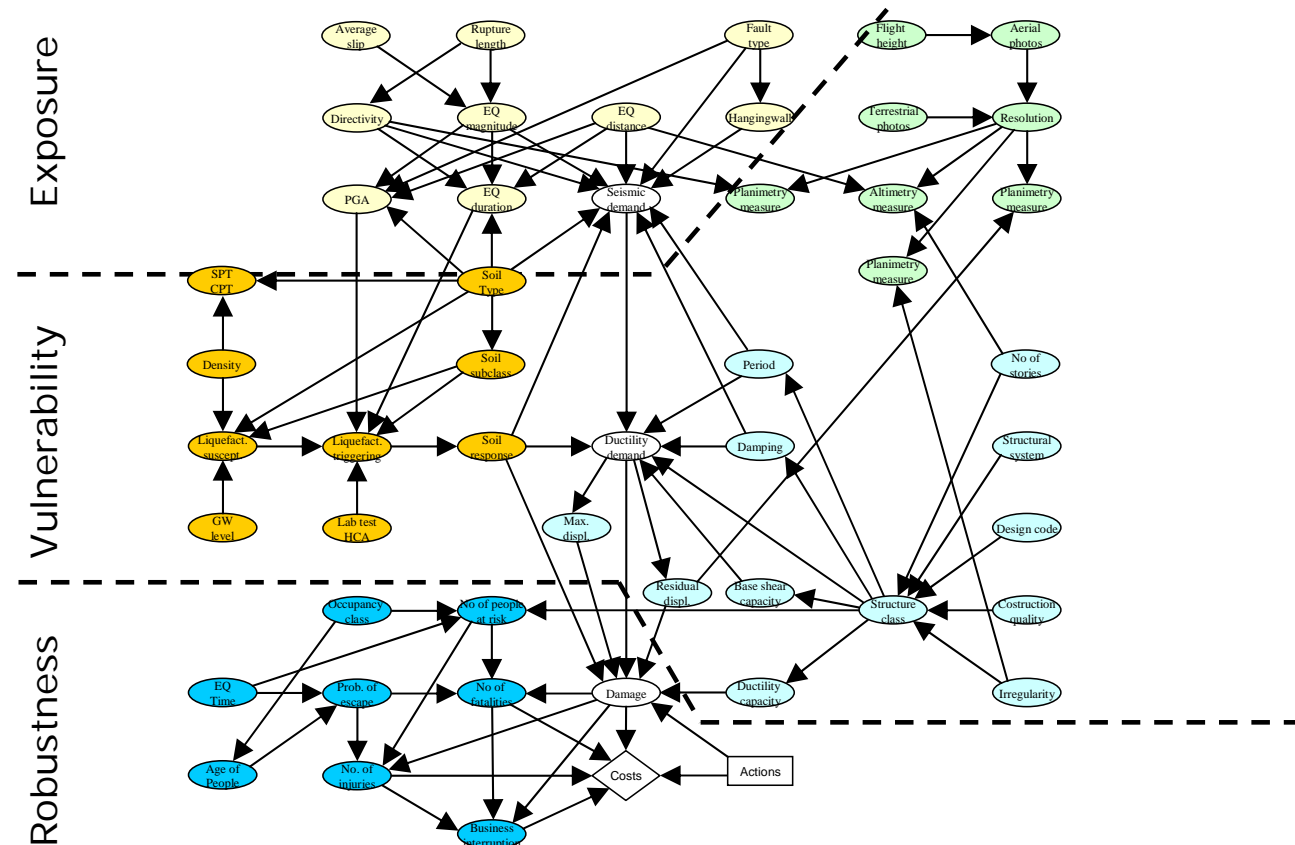 Exposure
Average
slip
Rupture
length
Fault
type
Flight
height
Aerial
photos
Directivity
EQ
magnitude
EQ
distance
Hangingwall
Terrestrial
photos
Resolution
PGA
EQ
duration
Seismic
demand
Planimetry
measure
Altimetry
measure
Planimetry
measure
Planimetry
measure
Vulnerability
SPT
CPT
Soil
Type
Density
Soil
subclass
Period
No of
stories
Liquefact.
suscept
Liquefact.
triggering
Soil
response
Ductility
demand
Damping
Structural
system
GW
level
Lab test
HCA
Max.
displ.
Design code
Residual
displ.
Base shear
capacity
Structure
class
Costruction
quality
Robustness
Occupancy
class
No of people
at risk
EQ
Time
Prob. of
escape
No of
fatalities
Damage
Ductility
capacity
Irregularity
Age of
People
No. of
injuries
Costs
Actions
Business
interruption